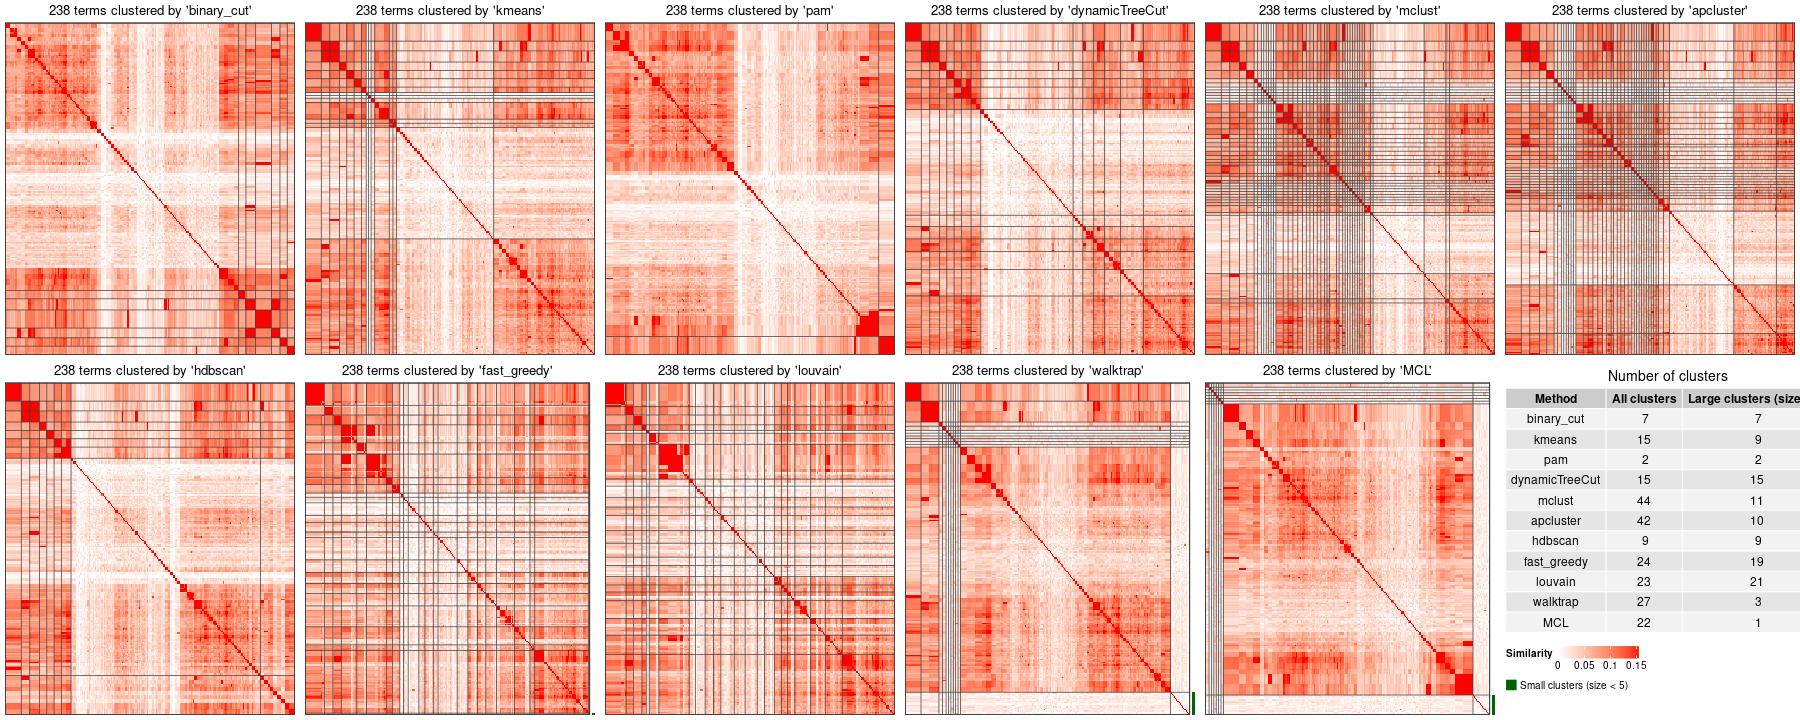 238 terms clustered by 'binary_cut'
238 terms clustered by 'kmeans'
238 terms clustered by 'pam'
238 terms clustered by 'dynamicTreeCut'
238 terms clustered by 'mclust'
238 terms clustered by 'apcluster'
238 terms clustered by 'hdbscan'
238 terms clustered by 'fast_greedy'
238 terms clustered by 'louvain'
238 terms clustered by 'walktrap'
238 terms clustered by 'MCL'
Number of clusters
Method All clusters Large clusters (size
binary_cut 7 7
kmeans 15 9
pam 2 2
dynamicTreeCut 15 15
mclust 44 11
apcluster 42 10
hdbscan 9 9
fast_greedy 24 19
louvain 23 21
walktrap 27 3
MCL 22 1
Similarity
0 0.05 0.1 0.15
Small clusters (size < 5)